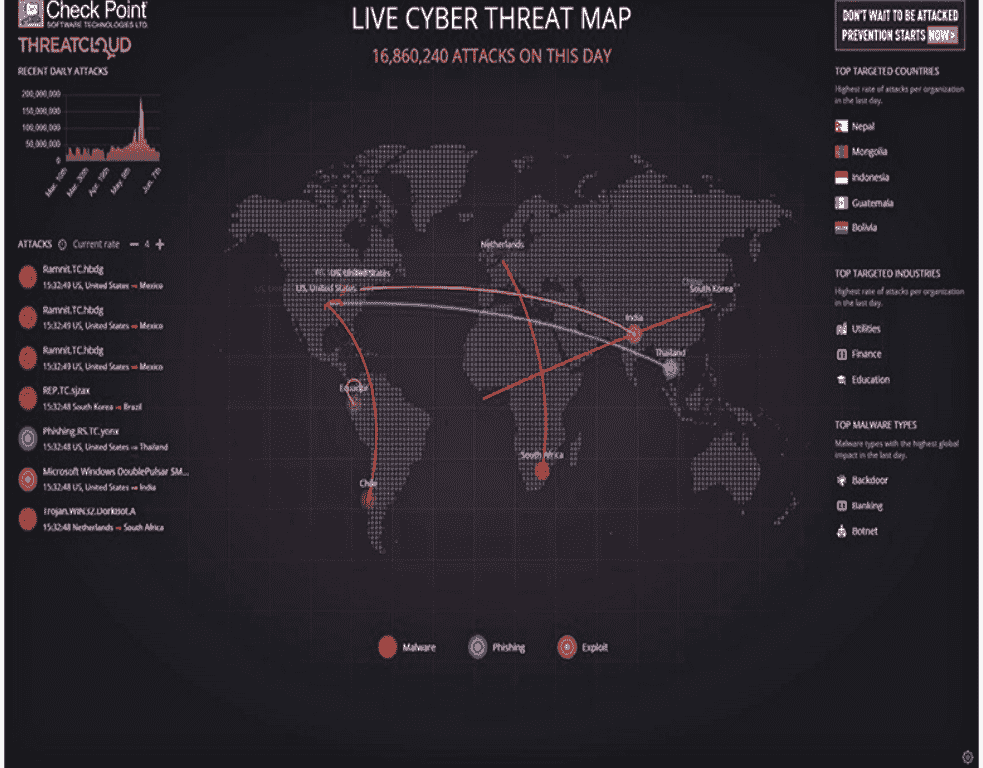 Check Point
SOFTWARE TECHNOLOGIES LTD.
THREATCLOUD
LIVE CYBER THREAT MAP
16,860,240 ATTACKS ON THIS DAY
DON'T WAIT TO BE ATTACKED
PREVENTION STARTS NOW >
RECENT DAILY ATTACKS
200,000,000
150,000,000
100,000,000
50,000,000
0
ATTACKS Current rate − 4 +
Ramnit.TC.hbdg
15:32:49 US, United States → Mexico
Ramnit.TC.hbdg
15:32:49 US, United States → Mexico
Ramnit.TC.hbdg
15:32:49 US, United States → Mexico
REP.TC.sjzax
15:32:48 South Korea → Brazil
Phishing.RS.TC.yonx
15:32:48 US, United States → Thailand
Microsoft Windows DoublePulsar SM...
15:32:48 US, United States → India
Trojan.WIN32.Dorkbot.A
15:32:48 Netherlands → South Africa
Netherlands
US, United States
US, United States
South Korea
India
Thailand
Ecuador
South Africa
Chile
Malware
Phishing
Exploit
TOP TARGETED COUNTRIES
Highest rate of attacks per organization
in the last day.
Nepal
Mongolia
Indonesia
Guatemala
Bolivia
TOP TARGETED INDUSTRIES
Highest rate of attacks per organization
in the last day.
Utilities
Finance
Education
TOP MALWARE TYPES
Malware types with the highest global
impact in the last day.
Backdoor
Banking
Botnet